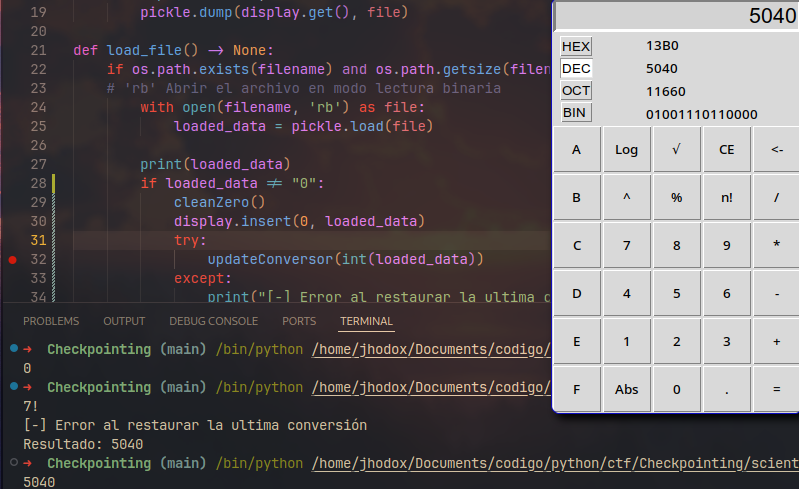 19 pickle.dump(display.get(), file)
20
21 def load_file() -> None:
22 if os.path.exists(filename) and os.path.getsize(filen
23 # 'rb' Abrir el archivo en modo lectura binaria
24 with open(filename, 'rb') as file:
25 loaded_data = pickle.load(file)
26
27 print(loaded_data)
28 if loaded_data != "0":
29 cleanZero()
30 display.insert(0, loaded_data)
31 try:
32 updateConversor(int(loaded_data))
33 except:
34 print("[-] Error al restaurar la ultima c
PROBLEMS OUTPUT DEBUG CONSOLE PORTS TERMINAL
→ Checkpointing (main) /bin/python /home/jhodox/Documents/codigo/
0
→ Checkpointing (main) /bin/python /home/jhodox/Documents/codigo/
7!
[-] Error al restaurar la ultima conversión
Resultado: 5040
→ Checkpointing (main) /bin/python /home/jhodox/Documents/codigo/python/ctf/Checkpointing/scient
5040
5040
HEX 13B0
DEC 5040
OCT 11660
BIN 01001110110000
A Log √ CE <-
B ^ % n! /
C 7 8 9 *
D 4 5 6 -
E 1 2 3 +
F Abs 0 . =